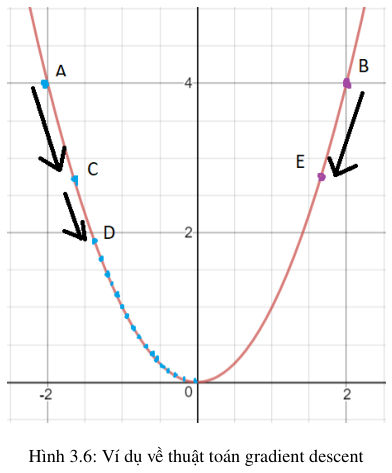 A
4
B
E
C
2
D
-2
0
2
Hình 3.6: Ví dụ về thuật toán gradient descent